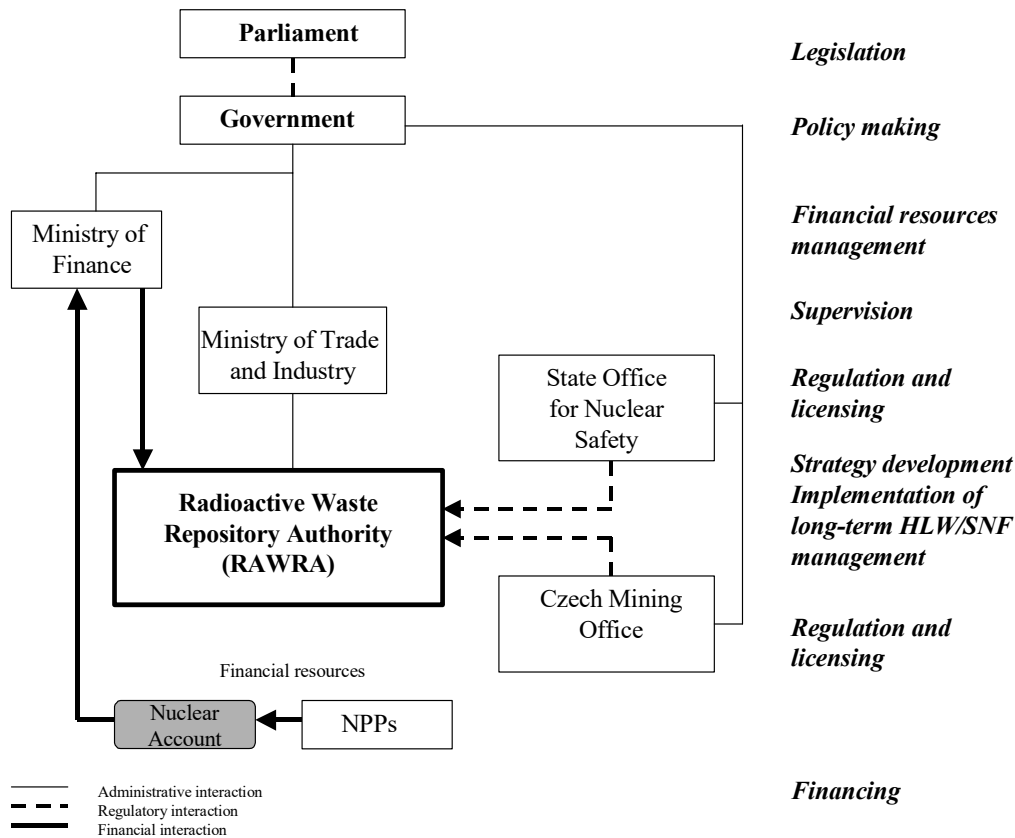 Parliament
Legislation
Government
Policy making
Ministry of
Finance
Financial resources
management
Ministry of Trade
and Industry
Supervision
State Office
for Nuclear
Safety
Regulation and
licensing
Radioactive Waste
Repository Authority
(RAWRA)
Strategy development
Implementation of
long-term HLW/SNF
management
Czech Mining
Office
Regulation and
licensing
Financial resources
Nuclear
Account
NPPs
Financing
Administrative interaction
Regulatory interaction
Financial interaction